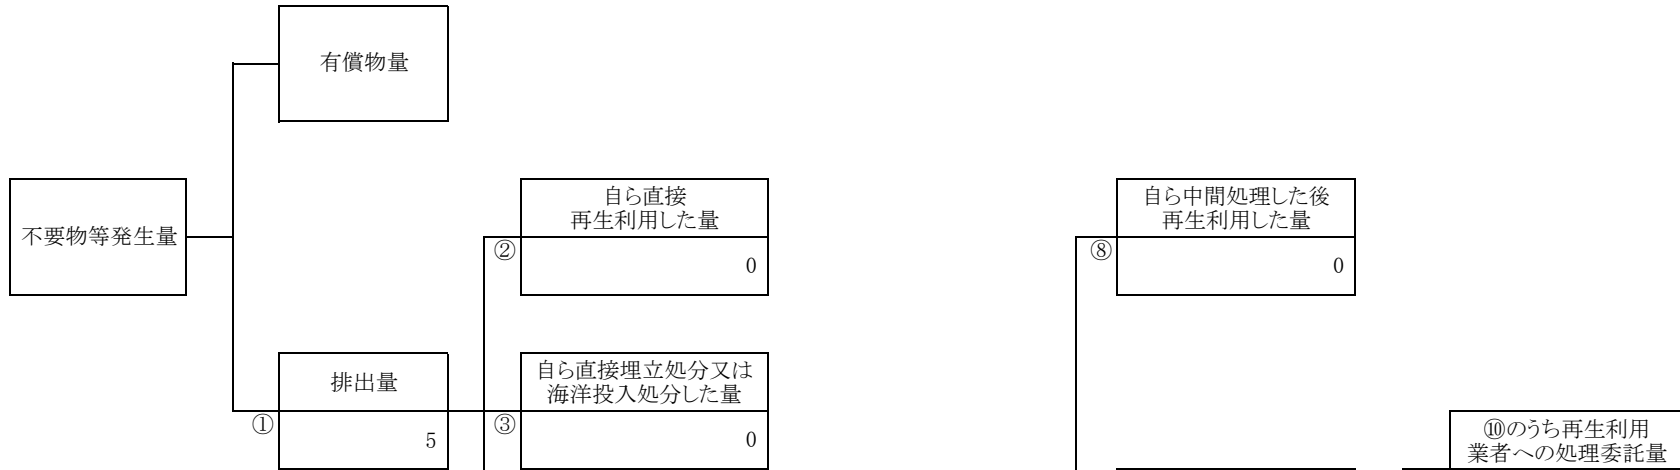 有償物量
不要物等発生量
自ら直接
再生利用した量
②
0
自ら中間処理した後
再生利用した量
⑧
0
排出量
①
5
自ら直接埋立処分又は
海洋投入処分した量
③
0
⑩のうち再生利用
業者への処理委託量